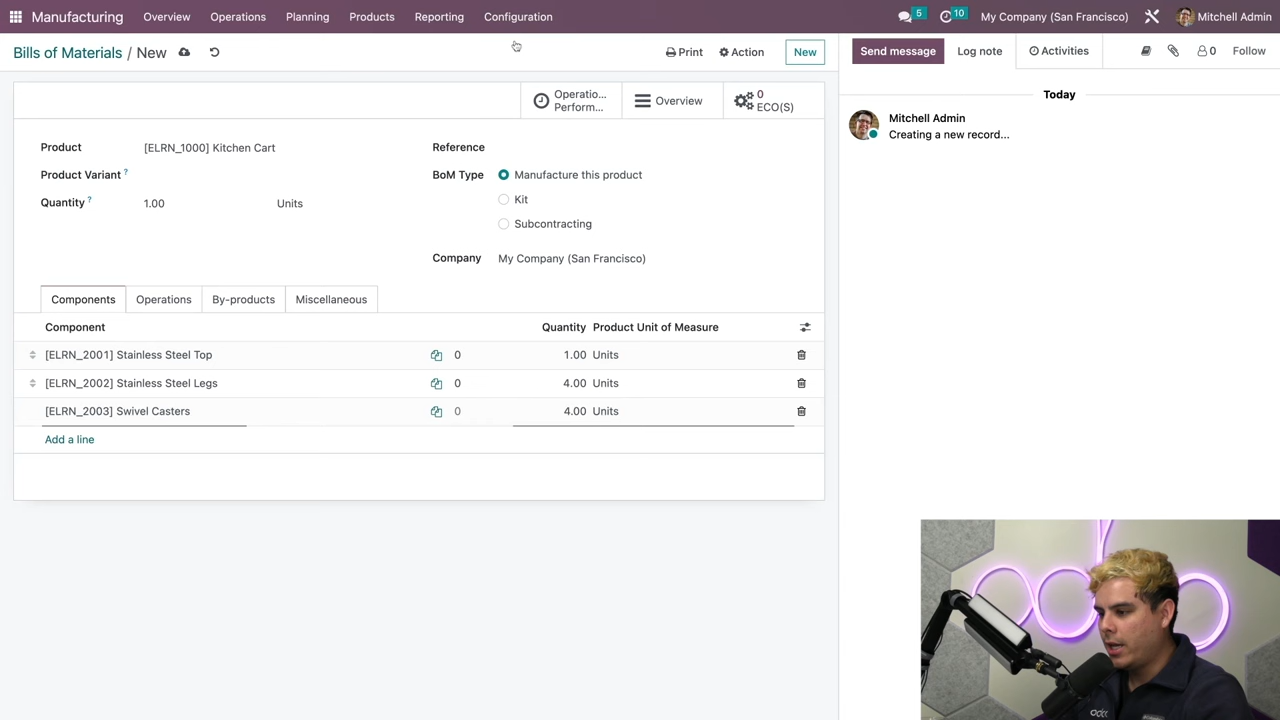 Manufacturing Overview Operations Planning Products Reporting Configuration 5 10 My Company (San Francisco) Mitchell Admin
Bills of Materials / New Print Action New
Send message Log note Activities 0 Follow
Operatio... Perform...
Overview
0 ECO(S)
Today
Mitchell Admin
Creating a new record...
Product [ELRN_1000] Kitchen Cart
Product Variant ?
Quantity ? 1.00 Units
Reference
BoM Type Manufacture this product
Kit
Subcontracting
Company My Company (San Francisco)
Components Operations By-products Miscellaneous
Component Quantity Product Unit of Measure
[ELRN_2001] Stainless Steel Top 0 1.00 Units
[ELRN_2002] Stainless Steel Legs 0 4.00 Units
[ELRN_2003] Swivel Casters 0 4.00 Units
Add a line
odoo